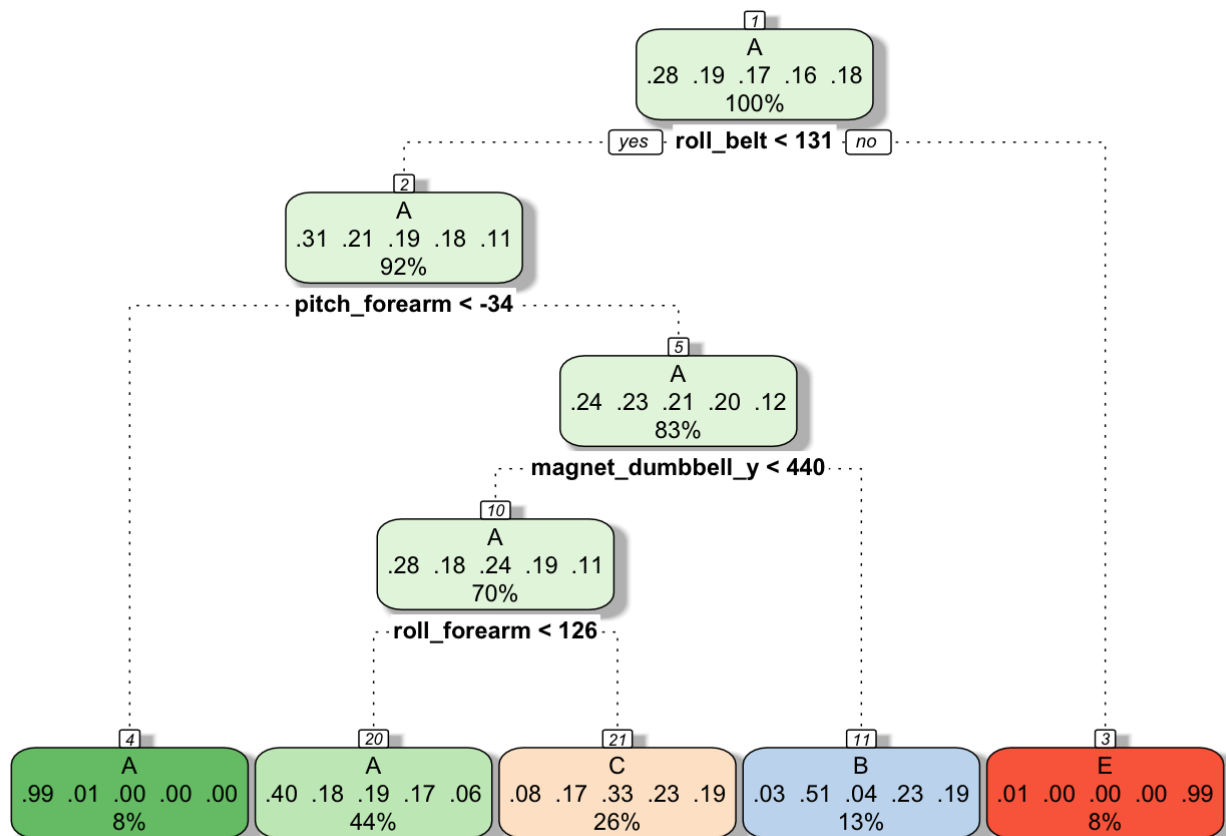 1
A
.28 .19 .17 .16 .18
100%
yes roll_belt < 131 no
2
A
.31 .21 .19 .18 .11
92%
pitch_forearm < -34
5
A
.24 .23 .21 .20 .12
83%
magnet_dumbbell_y < 440
10
A
.28 .18 .24 .19 .11
70%
roll_forearm < 126
4
A
.99 .01 .00 .00 .00
8%
20
A
.40 .18 .19 .17 .06
44%
21
C
.08 .17 .33 .23 .19
26%
11
B
.03 .51 .04 .23 .19
13%
3
E
.01 .00 .00 .00 .99
8%